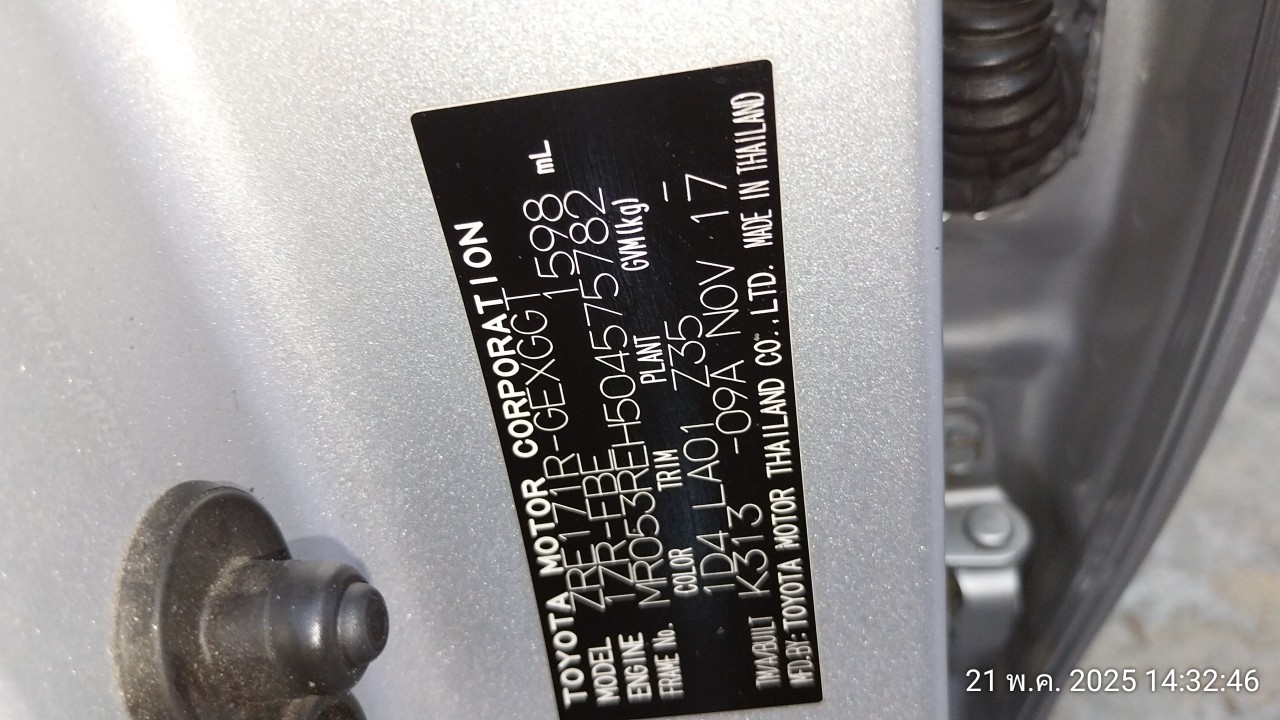 TOYOTA MOTOR CORPORATION
MODEL ZRE171R-GEXGGT
ENGINE 1ZR-FBE 1598 mL
FRAME No. MR053REH504575782
COLOR TRIM PLANT GVM(kg)
1D4 LA01 Z35 –
TM/A/BUILT K313 -09A NOV 17
MFD.BY: TOYOTA MOTOR THAILAND CO., LTD. MADE IN THAILAND
21 พ.ค. 2025 14:32:46